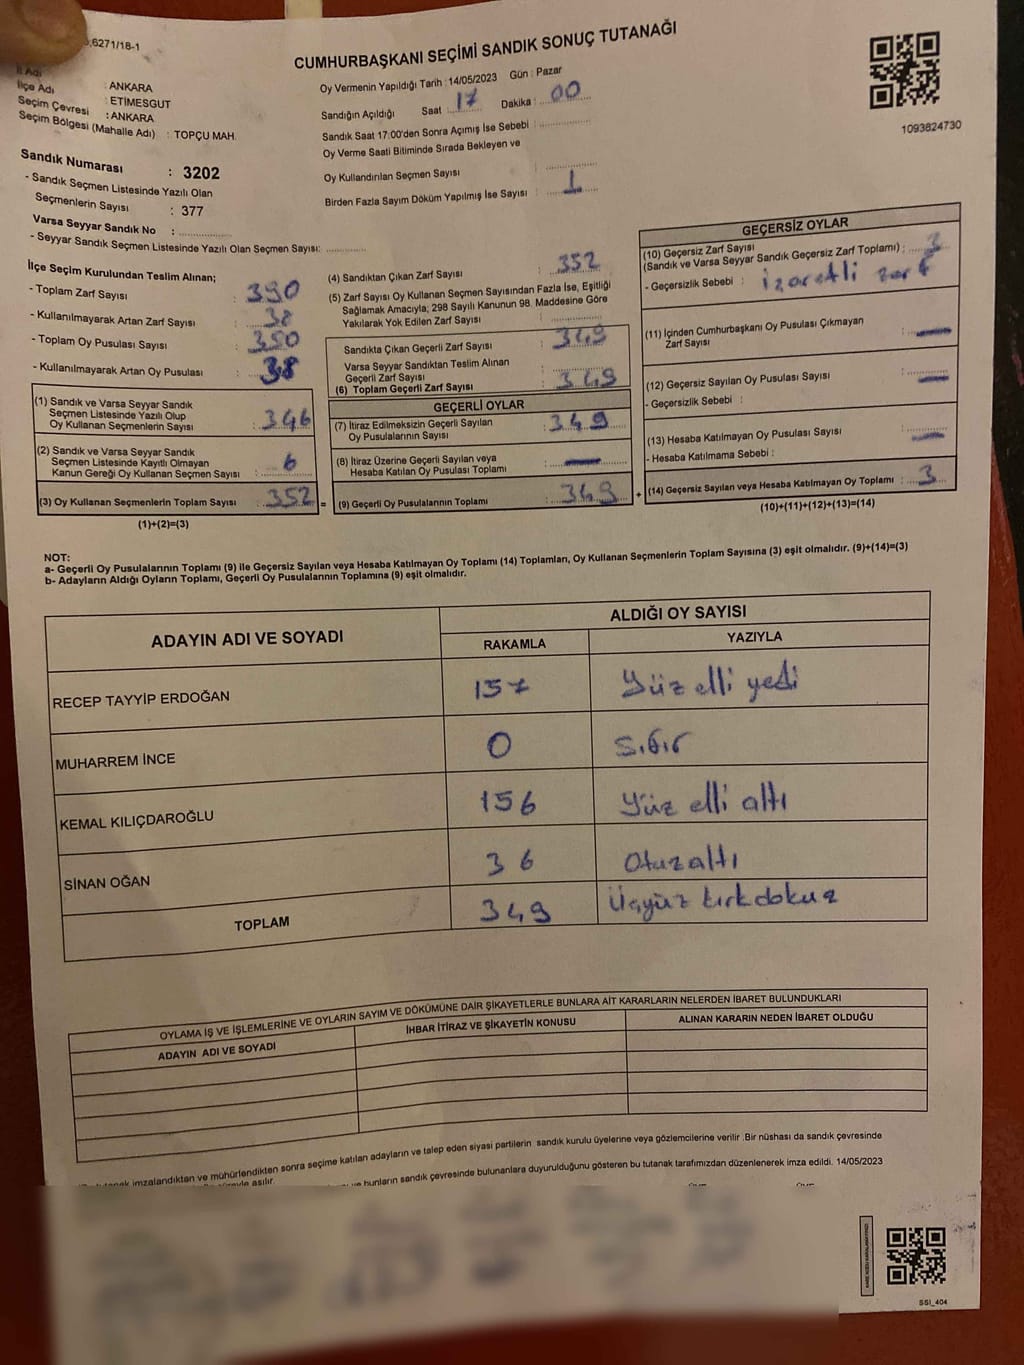 6271/18-1
CUMHURBAŞKANI SEÇİMİ SANDIK SONUÇ TUTANAĞI
İl Adı : ANKARA
İlçe Adı : ETİMESGUT
Seçim Çevresi : ANKARA
Seçim Bölgesi (Mahalle Adı) : TOPÇU MAH.
Oy Vermenin Yapıldığı Tarih : 14/05/2023 Gün : Pazar
Sandığın Açıldığı Saat 17 Dakika : 00
Sandık Saat 17:00'den Sonra Açımış İse Sebebi :
Oy Verme Saati Bitiminde Sırada Bekleyen ve
Oy Kullandırılan Seçmen Sayısı :
Birden Fazla Sayım Döküm Yapılmış İse Sayısı : 1
1093824730
Sandık Numarası : 3202
- Sandık Seçmen Listesinde Yazılı Olan
Seçmenlerin Sayısı : 377
Varsa Seyyar Sandık No :
- Seyyar Sandık Seçmen Listesinde Yazılı Olan Seçmen Sayısı:
İlçe Seçim Kurulundan Teslim Alınan;
- Toplam Zarf Sayısı : 390
- Kullanılmayarak Artan Zarf Sayısı : 38
- Toplam Oy Pusulası Sayısı :
- Kullanılmayarak Artan Oy Pusulası : 38
(1) Sandık ve Varsa Seyyar Sandık
Seçmen Listesinde Yazılı Olup
Oy Kullanan Seçmenlerin Sayısı : 346
(2) Sandık ve Varsa Seyyar Sandık
Seçmen Listesinde Kayıtlı Olmayan
Kanun Gereği Oy Kullanan Seçmen Sayısı : 6
(3) Oy Kullanan Seçmenlerin Toplam Sayısı : 352 =
(1)+(2)=(3)
(4) Sandıktan Çıkan Zarf Sayısı : 352
(5) Zarf Sayısı Oy Kullanan Seçmen Sayısından Fazla İse, Eşitliği
Sağlamak Amacıyla; 298 Sayılı Kanunun 98. Maddesine Göre
Yakılarak Yok Edilen Zarf Sayısı :
Sandıkta Çıkan Geçerli Zarf Sayısı : 349
Varsa Seyyar Sandıktan Teslim Alınan
Geçerli Zarf Sayısı :
(6) Toplam Geçerli Zarf Sayısı : 349
GEÇERLİ OYLAR
(7) İtiraz Edilmeksizin Geçerli Sayılan
Oy Pusulalarının Sayısı : 349
(8) İtiraz Üzerine Geçerli Sayılan veya
Hesaba Katılan Oy Pusulası Toplamı : —
(9) Geçerli Oy Pusulalarının Toplamı : 349 +
GEÇERSİZ OYLAR
(10) Geçersiz Zarf Sayısı
(Sandık ve Varsa Seyyar Sandık Geçersiz Zarf Toplamı) : 3
- Geçersizlik Sebebi : İzaretli zarf
(11) İçinden Cumhurbaşkanı Oy Pusulası Çıkmayan
Zarf Sayısı : —
(12) Geçersiz Sayılan Oy Pusulası Sayısı : —
- Geçersizlik Sebebi :
(13) Hesaba Katılmayan Oy Pusulası Sayısı : —
- Hesaba Katılmama Sebebi :
(14) Geçersiz Sayılan veya Hesaba Katılmayan Oy Toplamı : 3
(10)+(11)+(12)+(13)=(14)
NOT:
a- Geçerli Oy Pusulalarının Toplamı (9) ile Geçersiz Sayılan veya Hesaba Katılmayan Oy Toplamı (14) Toplamları, Oy Kullanan Seçmenlerin Toplam Sayısına (3) eşit olmalıdır. (9)+(14)=(3)
b- Adayların Aldığı Oyların Toplamı, Geçerli Oy Pusulalarının Toplamına (9) eşit olmalıdır.
ADAYIN ADI VE SOYADI ALDIĞI OY SAYISI
RAKAMLA YAZIYLA
RECEP TAYYİP ERDOĞAN 157 Yüz elli yedi
MUHARREM İNCE 0 Sıfır
KEMAL KILIÇDAROĞLU 156 Yüz elli altı
SİNAN OĞAN 36 Otuz altı
TOPLAM 349 Üçyüz kırk dokuz
OYLAMA İŞ VE İŞLEMLERİNE VE OYLARIN SAYIM VE DÖKÜMÜNE DAİR ŞİKAYETLERLE BUNLARA AİT KARARLARIN NELERDEN İBARET BULUNDUKLARI
ADAYIN ADI VE SOYADI İHBAR İTİRAZ VE ŞİKAYETİN KONUSU ALINAN KARARIN NEDEN İBARET OLDUĞU
imzalandıktan ve mühürlendikten sonra seçime katılan adayların ve talep eden siyasi partilerin sandık kurulu üyelerine veya gözlemcilerine verilir .Bir nüshası da sandık çevresinde
asılır.
bunların sandık çevresinde bulunanlara duyurulduğunu gösteren bu tutanak tarafımızdan düzenlenerek imza edildi. 14/05/2023
SSI_404